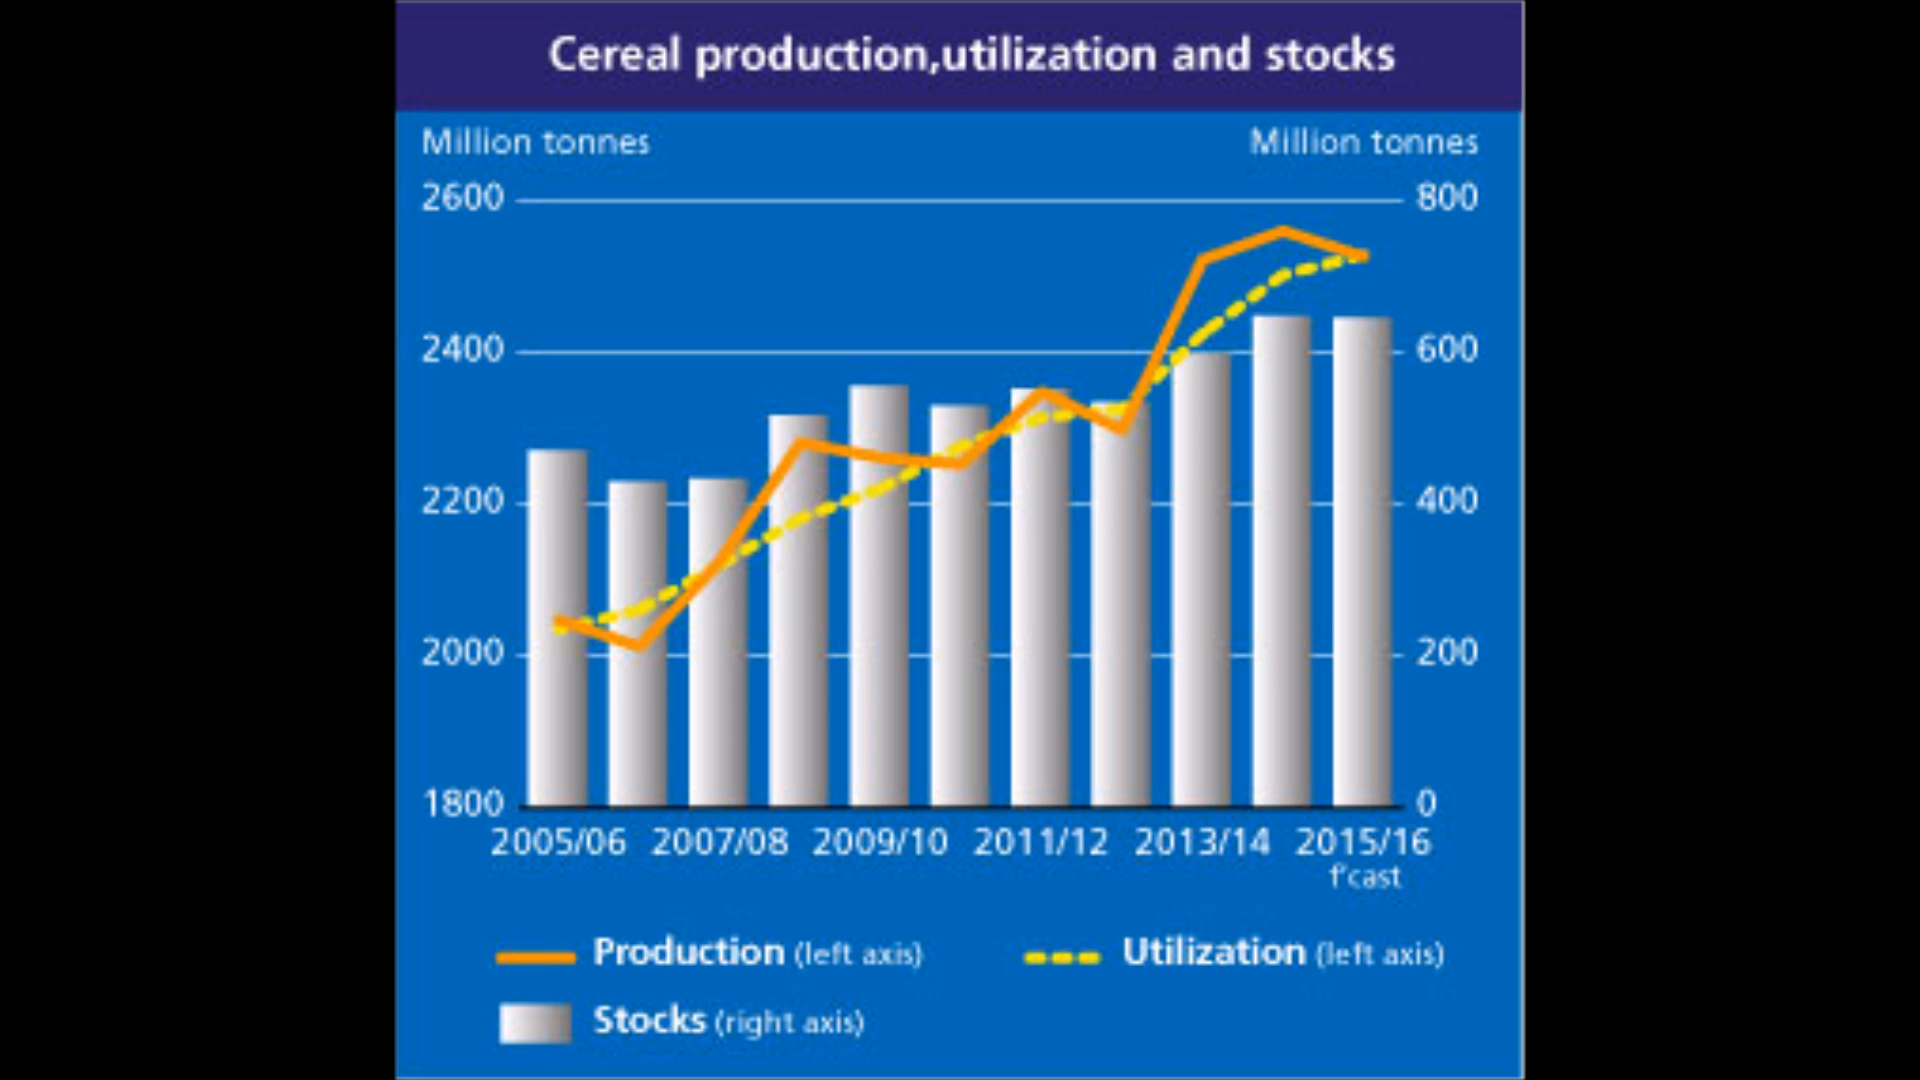 Cereal production,utilization and stocks
Million tonnes Million tonnes
2600 800
2400 600
2200 400
2000 200
1800 0
2005/06 2007/08 2009/10 2011/12 2013/14 2015/16
f'cast
Production (left axis) Utilization (left axis)
Stocks (right axis)